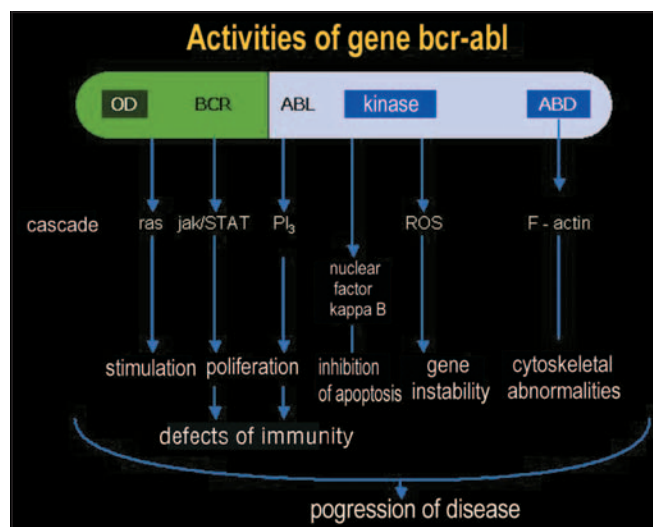 Activities of gene bcr-abl
OD BCR ABL kinase ABD
cascade ras jak/STAT PI₃ ROS F - actin
nuclear
factor
kappa B
stimulation poliferation inhibition
of apoptosis
gene
instability
cytoskeletal
abnormalities
defects of immunity
pogression of disease